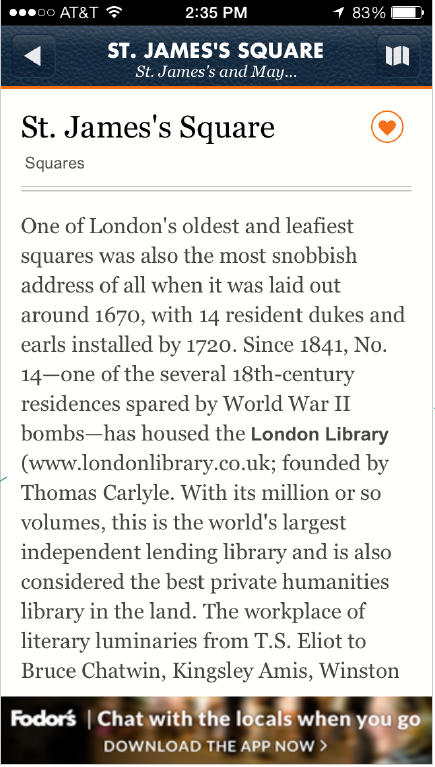 AT&T 2:35 PM 83%
ST. JAMES'S SQUARE
St. James's and May...
St. James's Square
Squares
One of London's oldest and leafiest
squares was also the most snobbish
address of all when it was laid out
around 1670, with 14 resident dukes and
earls installed by 1720. Since 1841, No.
14—one of the several 18th-century
residences spared by World War II
bombs—has housed the London Library
(www.londonlibrary.co.uk; founded by
Thomas Carlyle. With its million or so
volumes, this is the world's largest
independent lending library and is also
considered the best private humanities
library in the land. The workplace of
literary luminaries from T.S. Eliot to
Bruce Chatwin, Kingsley Amis, Winston
Fodor's | Chat with the locals when you go
DOWNLOAD THE APP NOW >